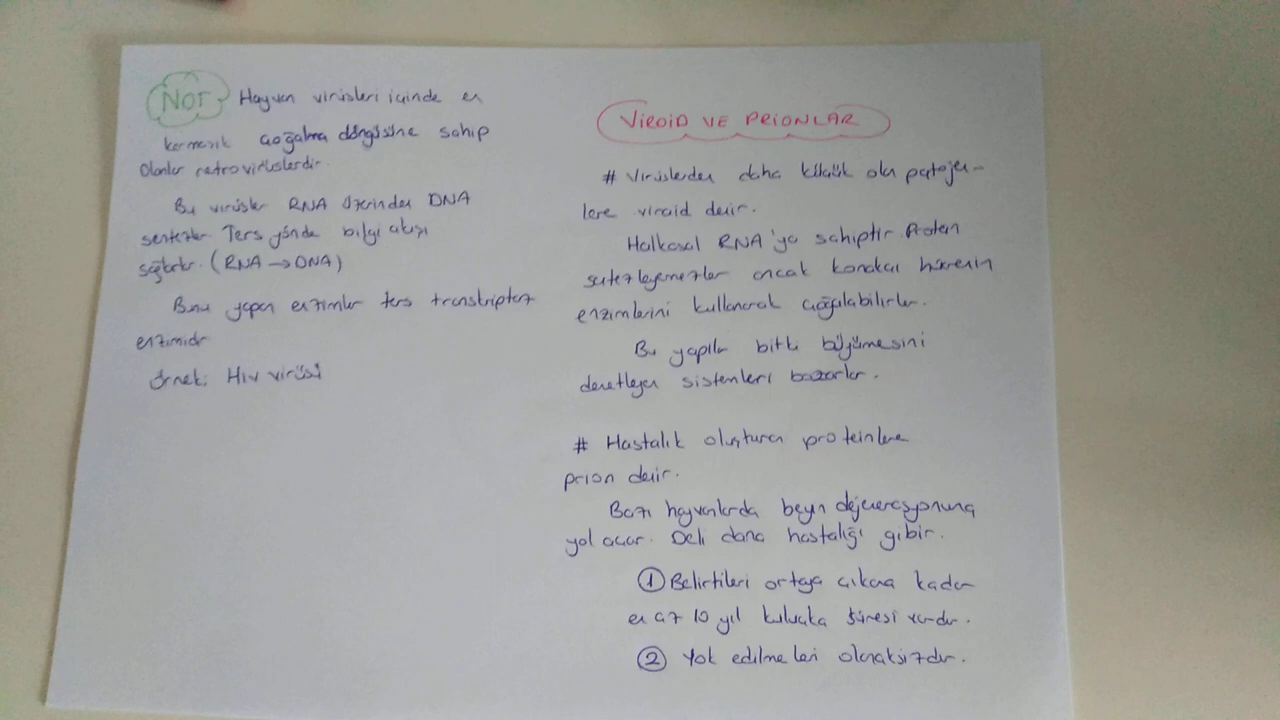 NOT Hayvan virüsleri içinde en
karmaşık çoğalma döngüsüne sahip
Olanlar retrovirüslerdir.
Bu virüsler RNA üzerinden DNA
sentezler Ters yönde bilgi akışı
sağlarlar. (RNA → DNA)
Bunu yapan enzimler ters transkriptaz
enzimidir
Örnek: HIV virüsü
VİROİD VE PRİONLAR
# Virüslerden daha küçük olan patojen-
lere viroid denir.
Halkasal RNA'ya sahiptir. Protein
sentezleyemezler ancak konakçı hücrenin
enzimlerini kullanarak çoğalabilirler.
Bu yapılar bitki büyümesini
denetleyen sistemleri bozarlar.
# Hastalık oluşturan proteinlere
prion denir.
Bazı hayvanlarda beyin dejenerasyonuna
yol açar. Deli dana hastalığı gibir.
① Belirtileri ortaya çıkana kadar
en az 10 yıl kuluçka süresi vardır.
② Yok edilmeleri olanaksızdır.